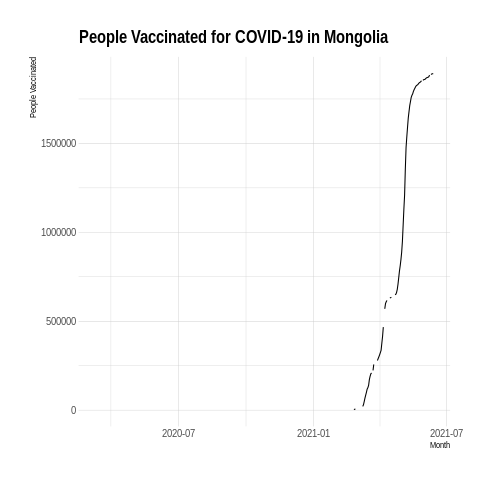 People Vaccinated for COVID-19 in Mongolia
People Vaccinated
1500000
1000000
500000
0
2020-07
2021-01
2021-07
Month